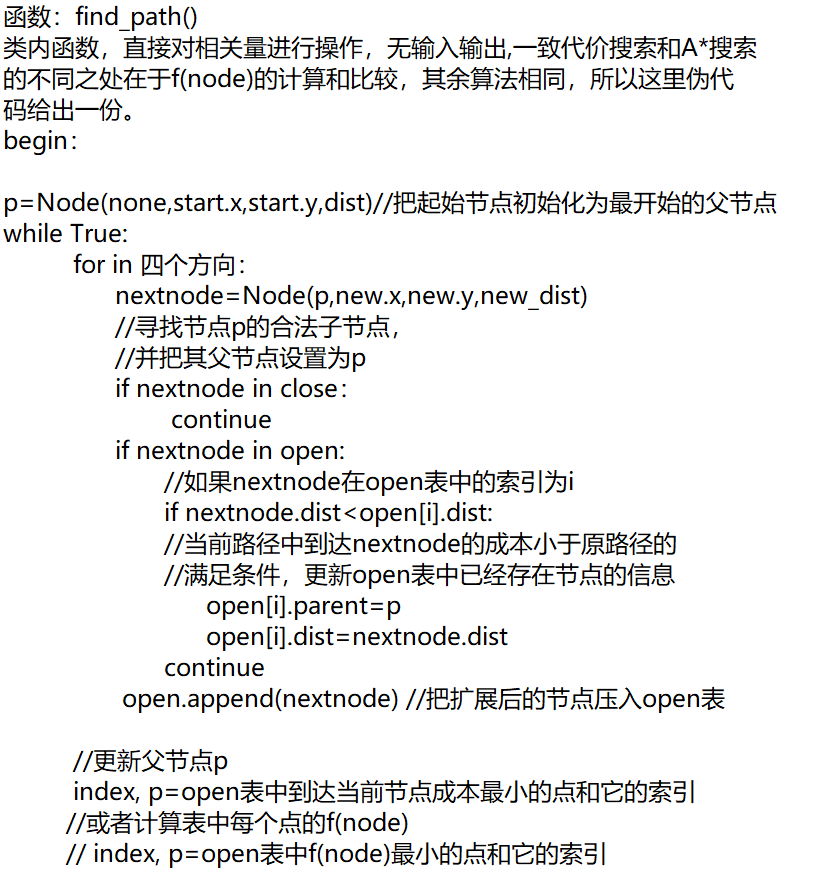 函数：find_path()
类内函数，直接对相关量进行操作，无输入输出,一致代价搜索和A*搜索
的不同之处在于f(node)的计算和比较，其余算法相同，所以这里伪代
码给出一份。
begin：
p=Node(none,start.x,start.y,dist)//把起始节点初始化为最开始的父节点
while True:
for in 四个方向：
nextnode=Node(p,new.x,new.y,new_dist)
//寻找节点p的合法子节点，
//并把其父节点设置为p
if nextnode in close：
continue
if nextnode in open:
//如果nextnode在open表中的索引为i
if nextnode.dist<open[i].dist:
//当前路径中到达nextnode的成本小于原路径的
//满足条件，更新open表中已经存在节点的信息
open[i].parent=p
open[i].dist=nextnode.dist
continue
open.append(nextnode) //把扩展后的节点压入open表
//更新父节点p
index, p=open表中到达当前节点成本最小的点和它的索引
//或者计算表中每个点的f(node)
// index, p=open表中f(node)最小的点和它的索引